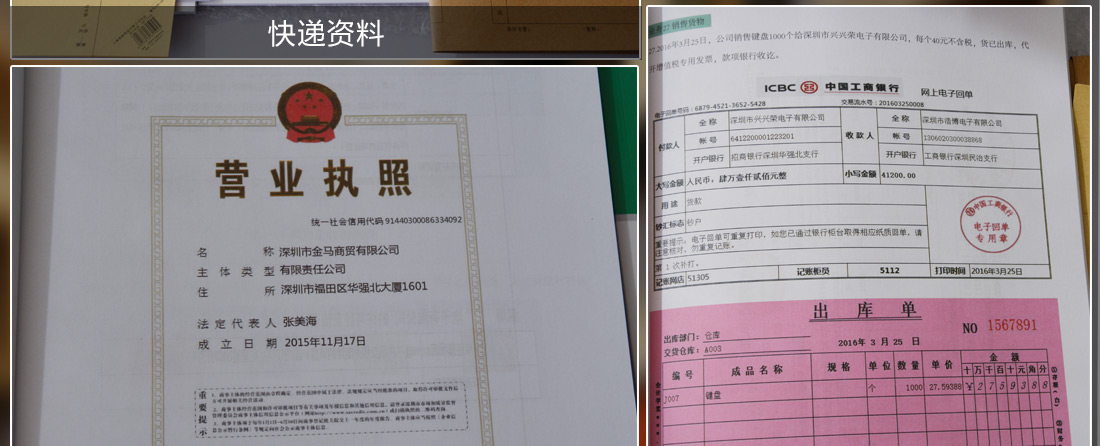 快递资料
营业执照
统一社会信用代码 91440300086334092
名 称 深圳市金马商贸有限公司
主体类型 有限责任公司
住 所 深圳市福田区华强北大厦1601
法定代表人 张美海
成立日期 2015年11月17日
重要提示
27 销售货物
27.2016年3月25日，公司销售键盘1000个给深圳市兴兴荣电子有限公司，每个40元不含税，货已出库，代
开增值税专用发票，款项银行收讫。
ICBC 中国工商银行 网上电子回单
电子回单号码：6879-4521-3652-5428 交易流水号：201603250008
付款人 全称 深圳市兴兴荣电子有限公司 收款人 全称 深圳市浩博电子有限公司
帐号 6412200001223201 帐号 1306020300038868
开户银行 招商银行深圳华强北支行 开户银行 工商银行深圳民治支行
大写金额 人民币，肆万壹仟贰佰元整 小写金额 41200.00
用途 货款
钞汇标志 钞户
重要提示：电子回单可重复打印，如您已通过银行柜台取得相应纸质回单，请
注意核对，勿重复记账。
第 1 次补打。
中国工商银行
电子回单
专用章
记账网店 51305 记账柜员 5112 打印时间 2016年3月25日
出库单
NO 1567891
出库部门：仓库
交货仓库：A003
2016年 3 月 25 日
编号 成品名称 规格 单位 数量 单价 金额
十万千百十元角分
J007 键盘 个 1000 27.59388 ¥2759388